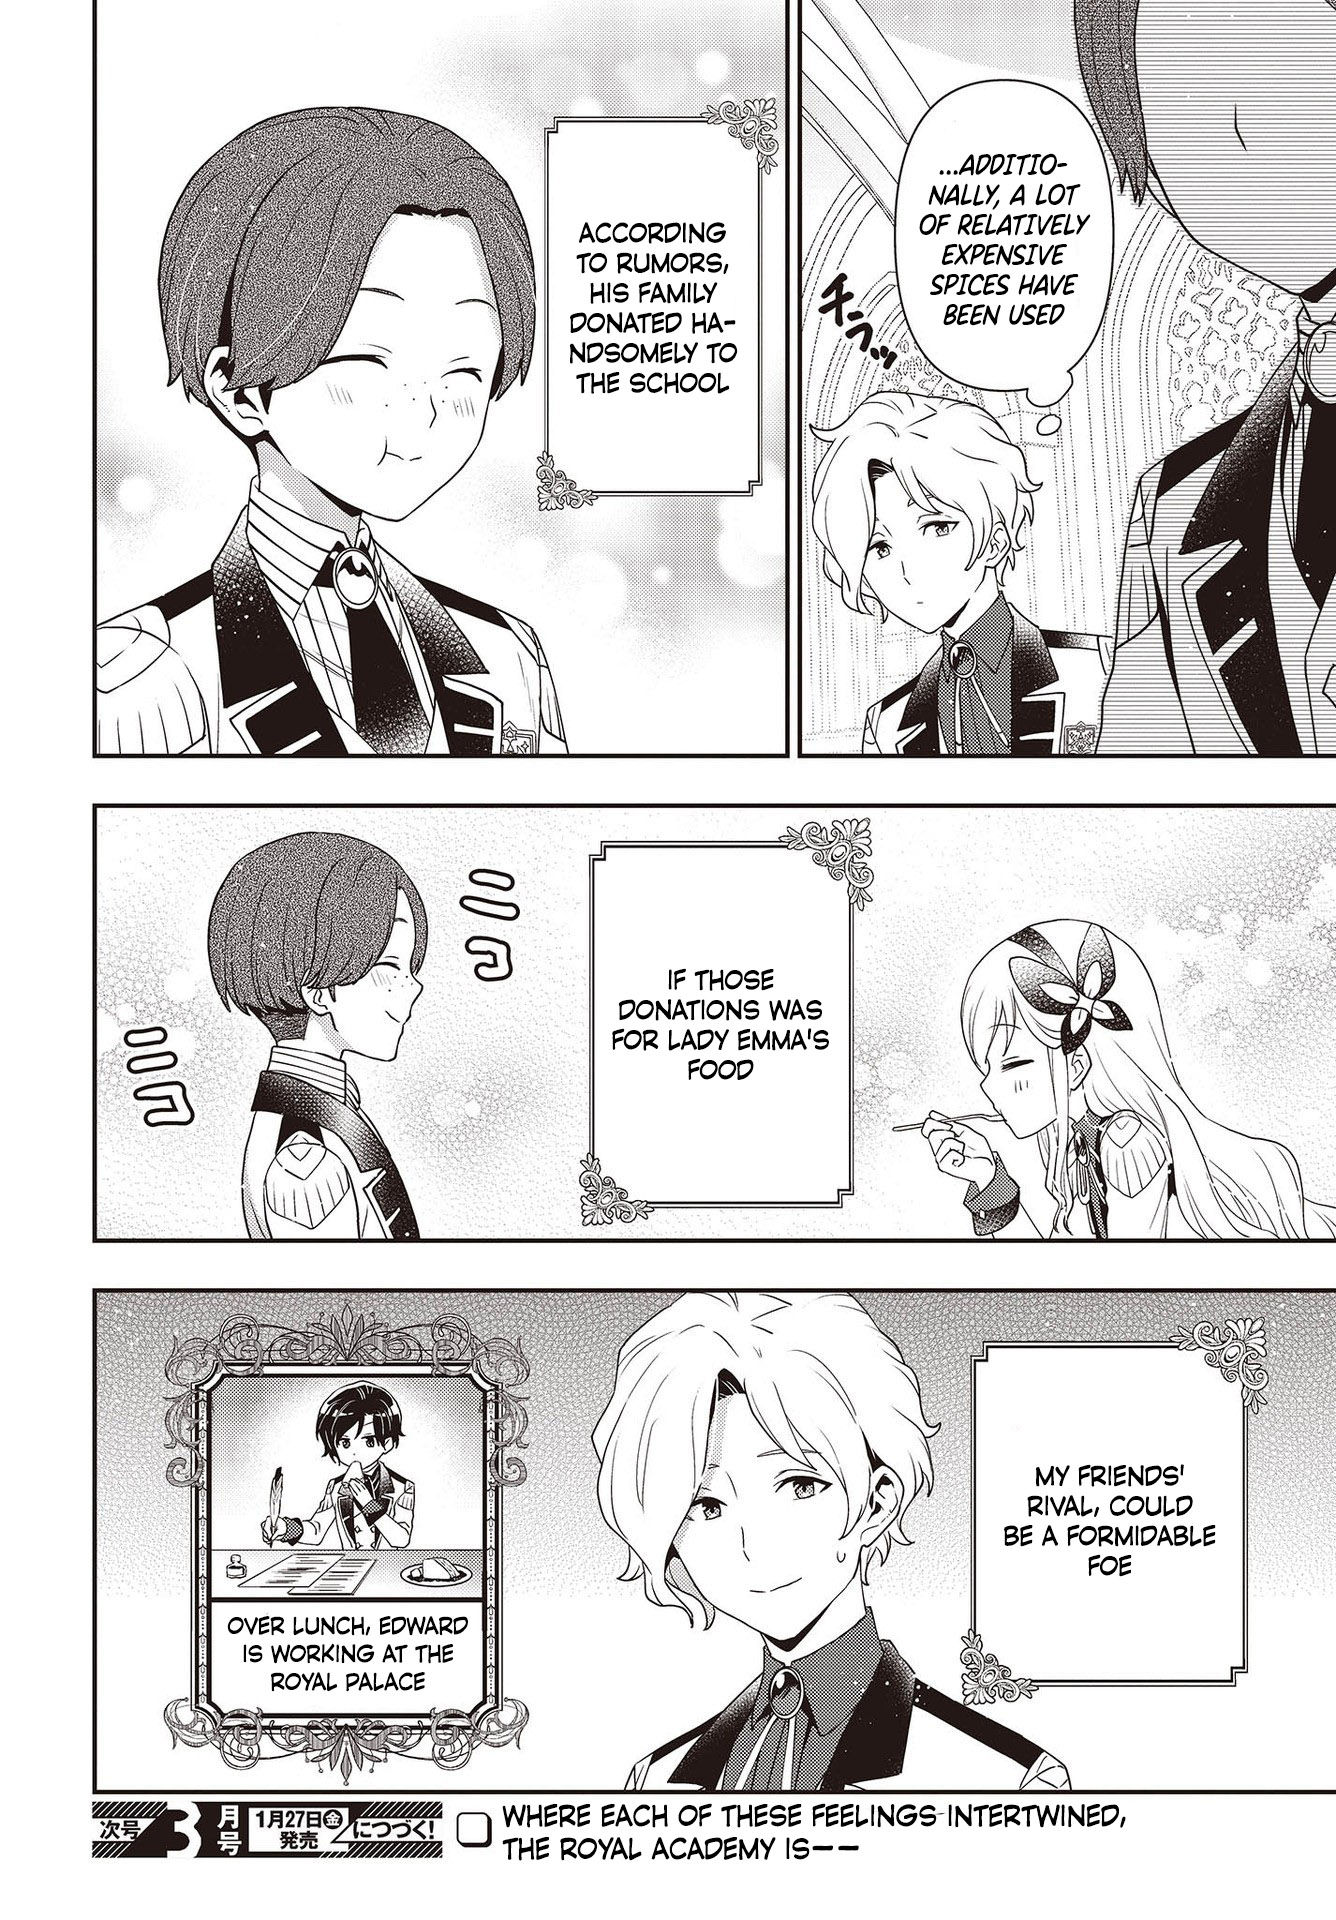 ...ADDITIO-
NALLY, A LOT
OF RELATIVELY
EXPENSIVE
SPICES HAVE
BEEN USED
チラッ
ACCORDING
TO RUMORS,
HIS FAMILY
DONATED HA-
NDSOMELY TO
THE SCHOOL
IF THOSE
DONATIONS WAS
FOR LADY EMMA'S
FOOD
ニコ
ニコ
MY FRIENDS'
RIVAL, COULD
BE A FORMIDABLE
FOE
OVER LUNCH, EDWARD
IS WORKING AT THE
ROYAL PALACE
次号3月号1月27日㊎発売につづく!
WHERE EACH OF THESE FEELINGS INTERTWINED,
THE ROYAL ACADEMY IS——